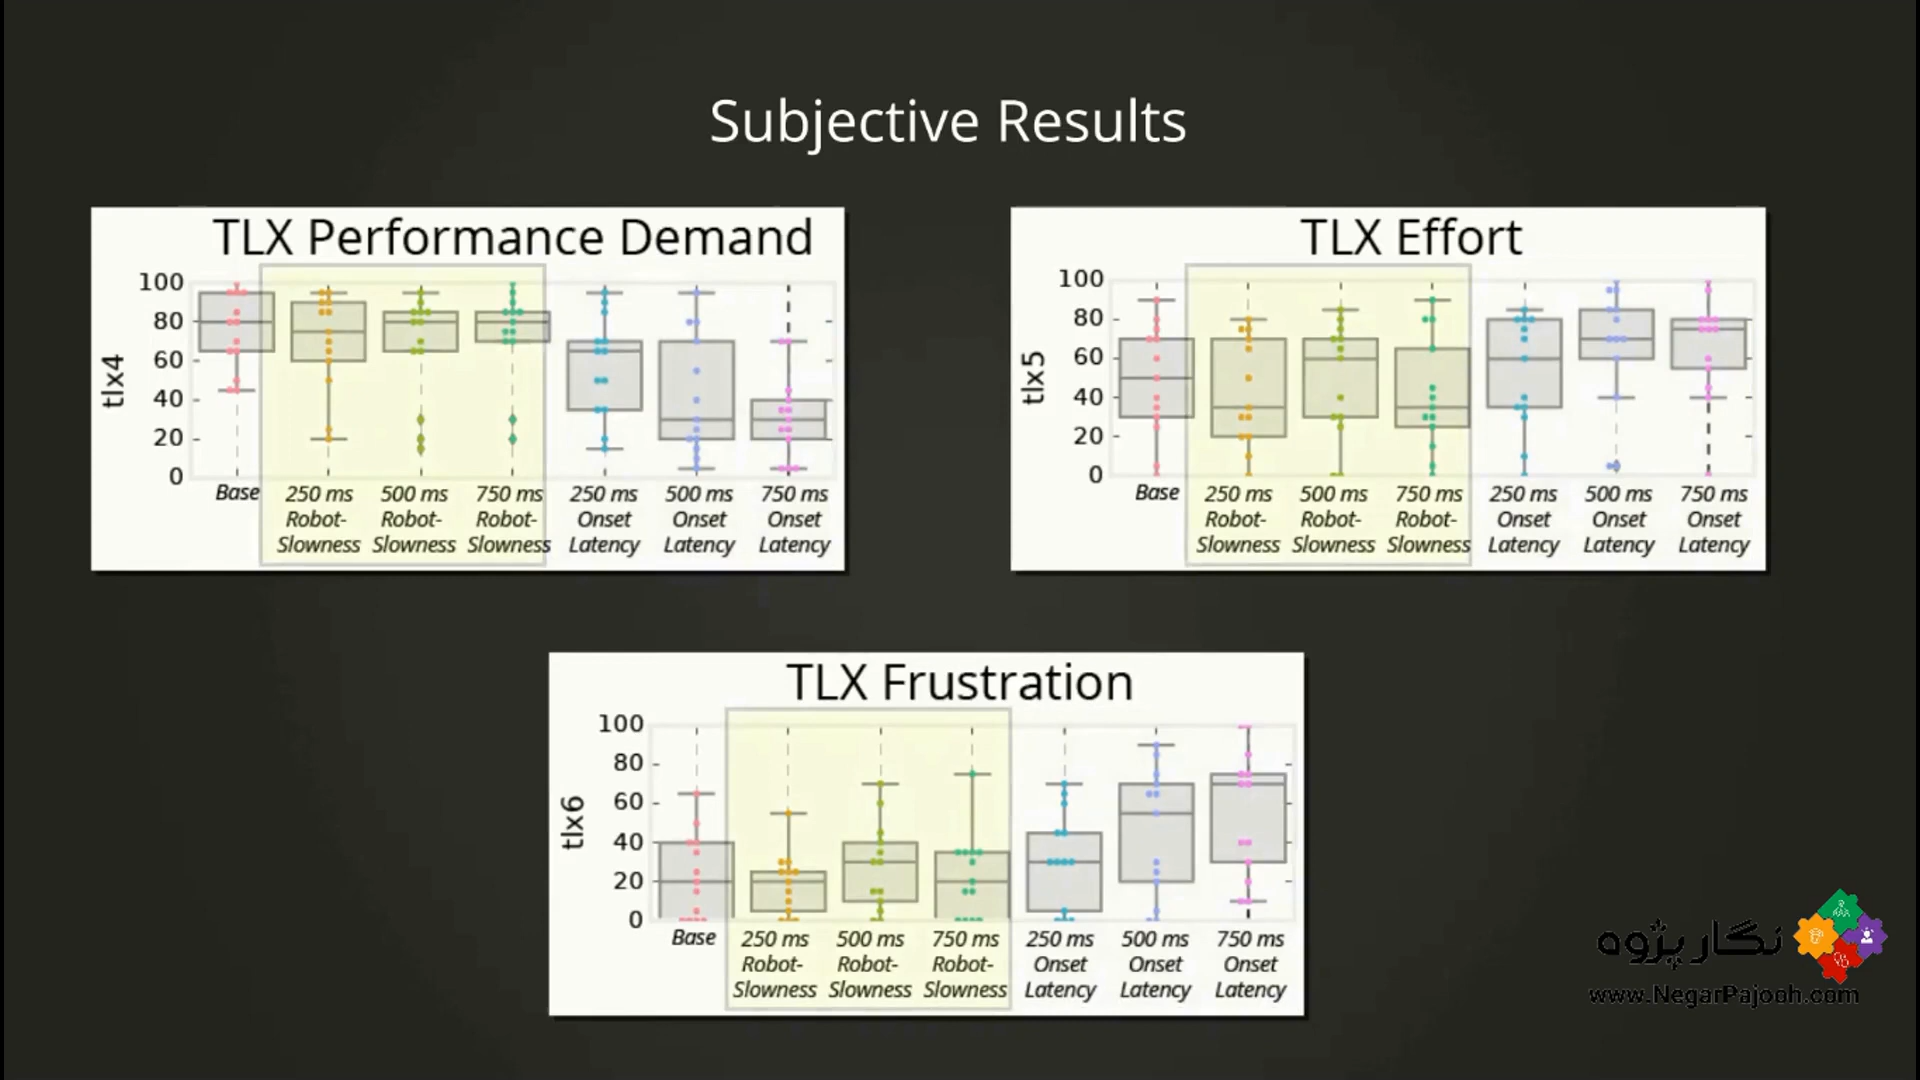 Subjective Results
TLX Performance Demand
tlx4
100
80
60
40
20
0
Base
250 ms Robot-Slowness
500 ms Robot-Slowness
750 ms Robot-Slowness
250 ms Onset Latency
500 ms Onset Latency
750 ms Onset Latency
TLX Effort
tlx5
100
80
60
40
20
0
Base
250 ms Robot-Slowness
500 ms Robot-Slowness
750 ms Robot-Slowness
250 ms Onset Latency
500 ms Onset Latency
750 ms Onset Latency
TLX Frustration
tlx6
100
80
60
40
20
0
Base
250 ms Robot-Slowness
500 ms Robot-Slowness
750 ms Robot-Slowness
250 ms Onset Latency
500 ms Onset Latency
750 ms Onset Latency
نگار پژوه
www.NegarPajooh.com